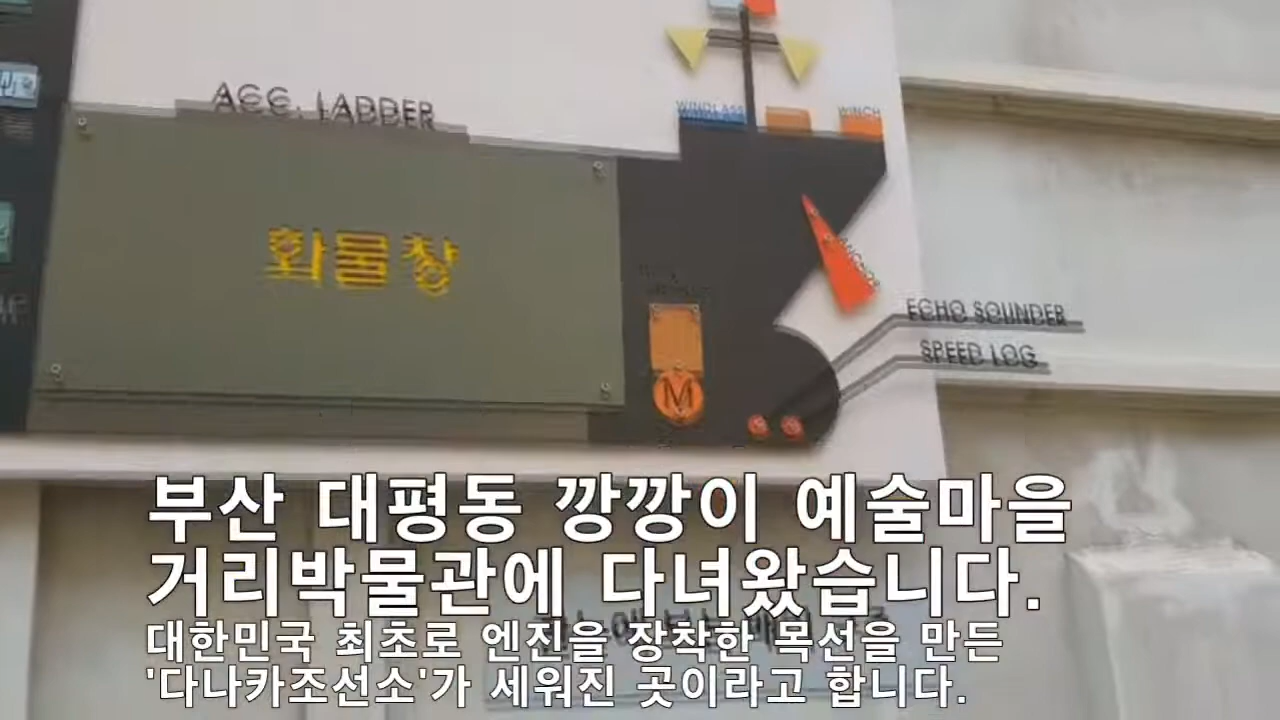 ACC. LADDER
WINDLASS
WINCH
화물창
ANCHOR
ECHO SOUNDER
SPEED LOG
M
부산 대평동 깡깡이 예술마을
거리박물관에 다녀왔습니다.
대한민국 최초로 엔진을 장착한 목선을 만든
'다나카조선소'가 세워진 곳이라고 합니다.